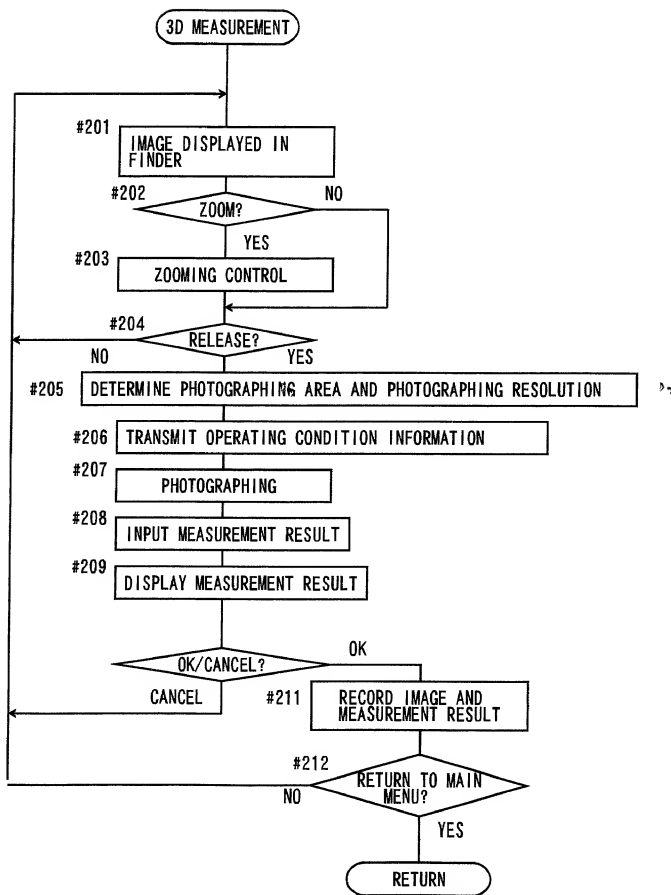 3D MEASUREMENT
#201
IMAGE DISPLAYED IN
FINDER
#202
NO
ZOOM?
YES
#203
ZOOMING CONTROL
#204
RELEASE?
NO
YES
#205
DETERMINE PHOTOGRAPHING AREA AND PHOTOGRAPHING RESOLUTION
#206
TRANSMIT OPERATING CONDITION INFORMATION
#207
PHOTOGRAPHING
#208
INPUT MEASUREMENT RESULT
#209
DISPLAY MEASUREMENT RESULT
OK/CANCEL?
OK
CANCEL
#211
RECORD IMAGE AND
MEASUREMENT RESULT
#212
RETURN TO MAIN
MENU?
NO
YES
RETURN